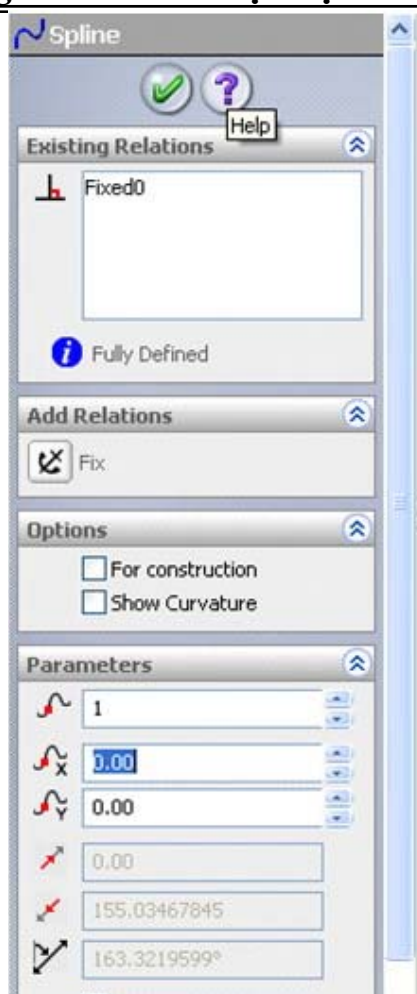 Spline
?
Help
Existing Relations
Fixed0
i Fully Defined
Add Relations
Fix
Options
For construction
Show Curvature
Parameters
1
X 0.00
Y 0.00
0.00
155.03467845
163.3219599°